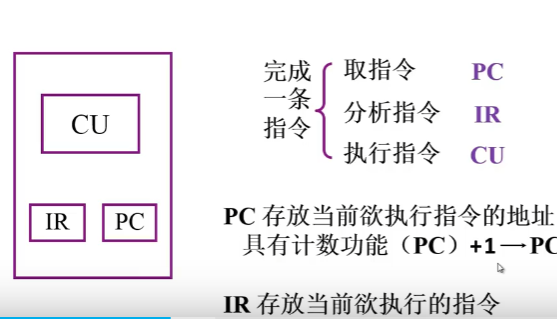 CU
IR
PC
完成
一条
指令
取指令 PC
分析指令 IR
执行指令 CU
PC 存放当前欲执行指令的地址
具有计数功能（PC）+1→PC
IR 存放当前欲执行的指令